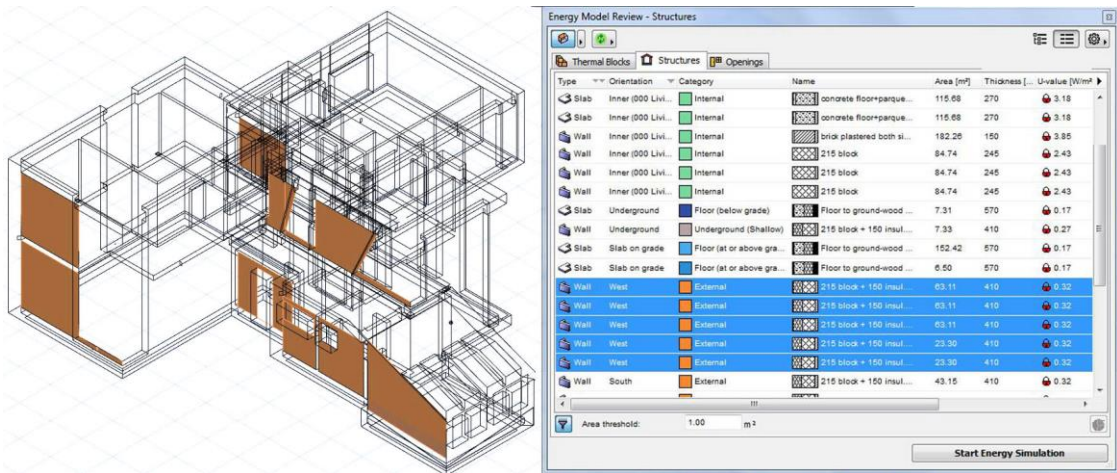 Energy Model Review - Structures
Thermal Blocks Structures Openings
Type Orientation Category Name Area [m²] Thickness [... U-value [W/m²
Slab Inner (000 Livi... Internal concrete floor+parque... 115.68 270 3.18
Slab Inner (000 Livi... Internal concrete floor+parque... 115.68 270 3.18
Wall Inner (000 Livi... Internal brick plastered both si... 182.26 150 3.85
Wall Inner (000 Livi... Internal 215 block 84.74 245 2.43
Wall Inner (000 Livi... Internal 215 block 84.74 245 2.43
Wall Inner (000 Livi... Internal 215 block 84.74 245 2.43
Slab Underground Floor (below grade) Floor to ground-wood ... 7.31 570 0.17
Wall Underground Underground (Shallow) 215 block + 150 insul.... 7.33 410 0.27
Slab Slab on grade Floor (at or above gra... Floor to ground-wood ... 152.42 570 0.17
Slab Slab on grade Floor (at or above gra... Floor to ground-wood ... 6.50 570 0.17
Wall West External 215 block + 150 insul.... 63.11 410 0.32
Wall West External 215 block + 150 insul.... 63.11 410 0.32
Wall West External 215 block + 150 insul.... 63.11 410 0.32
Wall West External 215 block + 150 insul.... 23.30 410 0.32
Wall West External 215 block + 150 insul.... 23.30 410 0.32
Wall South External 215 block + 150 insul.... 43.15 410 0.32
Area threshold: 1.00 m²
Start Energy Simulation